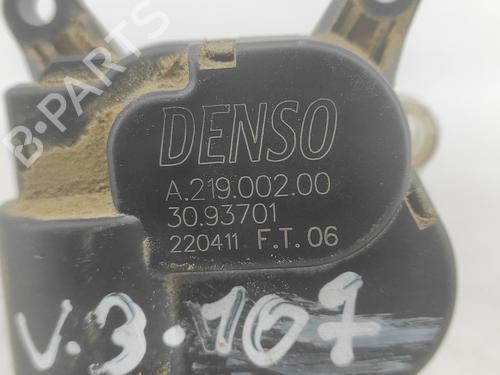 B-PARTS
DENSO
A.219.002.00
30.93701
220411 F.T. 06
V.3.107